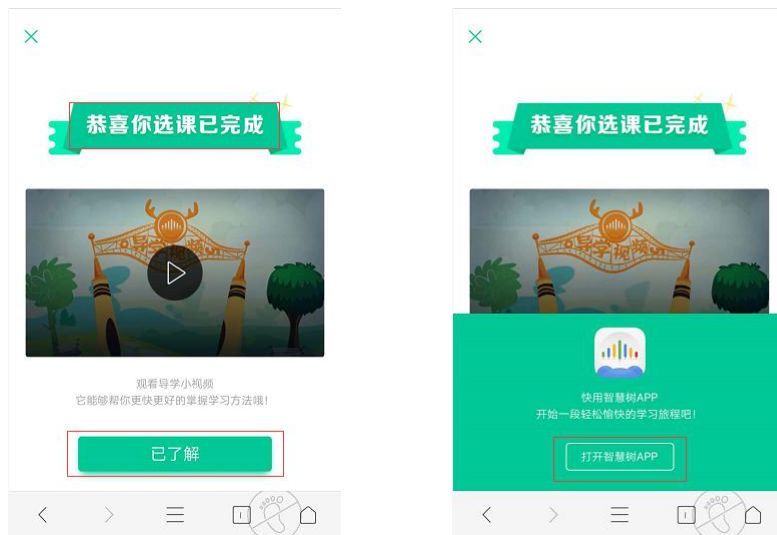 恭喜你选课已完成
导学视频
观看导学小视频
它能够帮你更快更好的掌握学习方法哦!
已了解
恭喜你选课已完成
导学视频
快用智慧树APP
开始一段轻松愉快的学习旅程吧!
打开智慧树APP